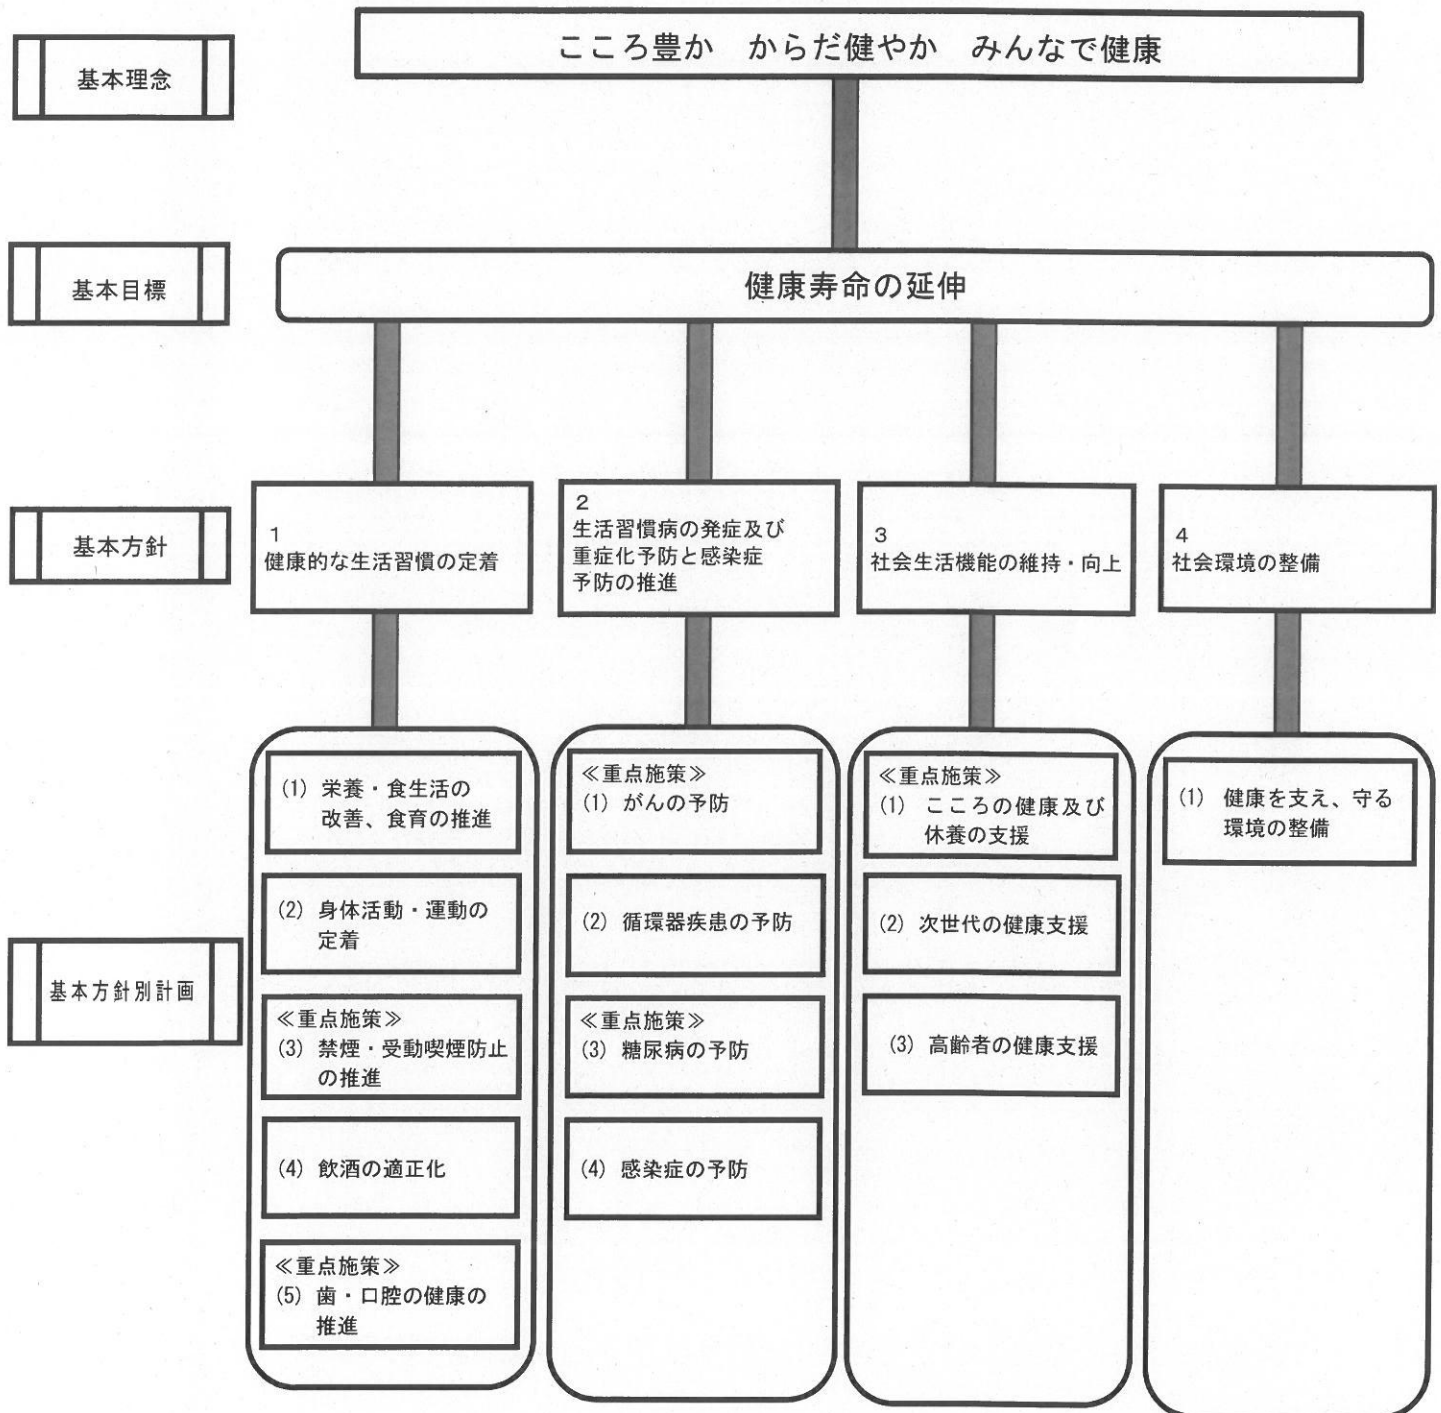 基本理念
こころ豊か　からだ健やか　みんなで健康
基本目標
健康寿命の延伸
基本方針
1
健康的な生活習慣の定着
2
生活習慣病の発症及び
重症化予防と感染症
予防の推進
3
社会生活機能の維持・向上
4
社会環境の整備
基本方針別計画
(1) 栄養・食生活の
改善、食育の推進
(2) 身体活動・運動の
定着
≪重点施策≫
(3) 禁煙・受動喫煙防止
の推進
(4) 飲酒の適正化
≪重点施策≫
(5) 歯・口腔の健康の
推進
≪重点施策≫
(1) がんの予防
(2) 循環器疾患の予防
≪重点施策≫
(3) 糖尿病の予防
(4) 感染症の予防
≪重点施策≫
(1) こころの健康及び
休養の支援
(2) 次世代の健康支援
(3) 高齢者の健康支援
(1) 健康を支え、守る
環境の整備